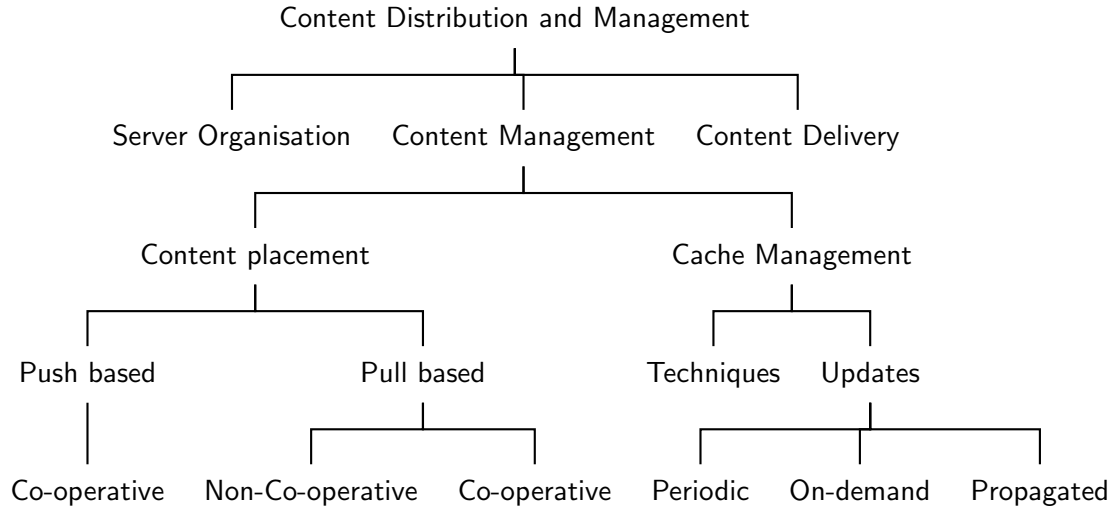 Content Distribution and Management
Server Organisation Content Management Content Delivery
Content placement Cache Management
Push based Pull based Techniques Updates
Co-operative Non-Co-operative Co-operative Periodic On-demand Propagated